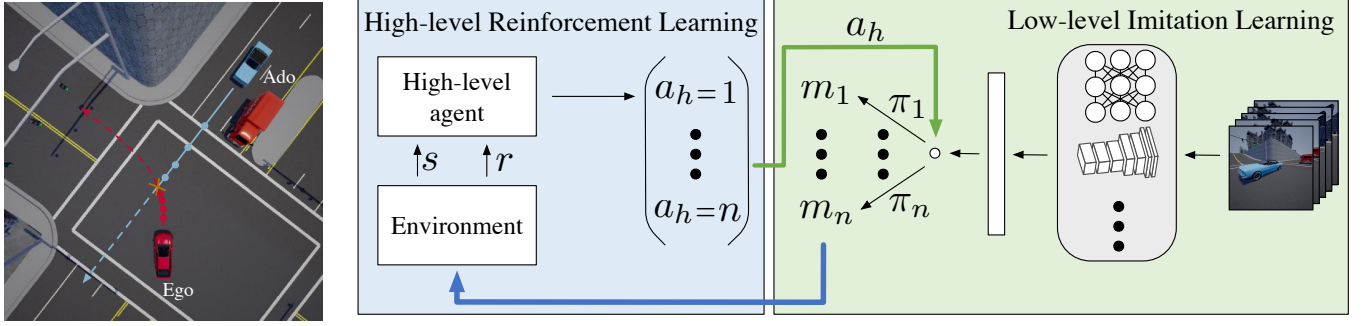 Ado
Ego
High-level Reinforcement Learning
High-level
agent
s
r
Environment
a_h = 1
a_h = n
Low-level Imitation Learning
a_h
m_1
π_1
m_n
π_n